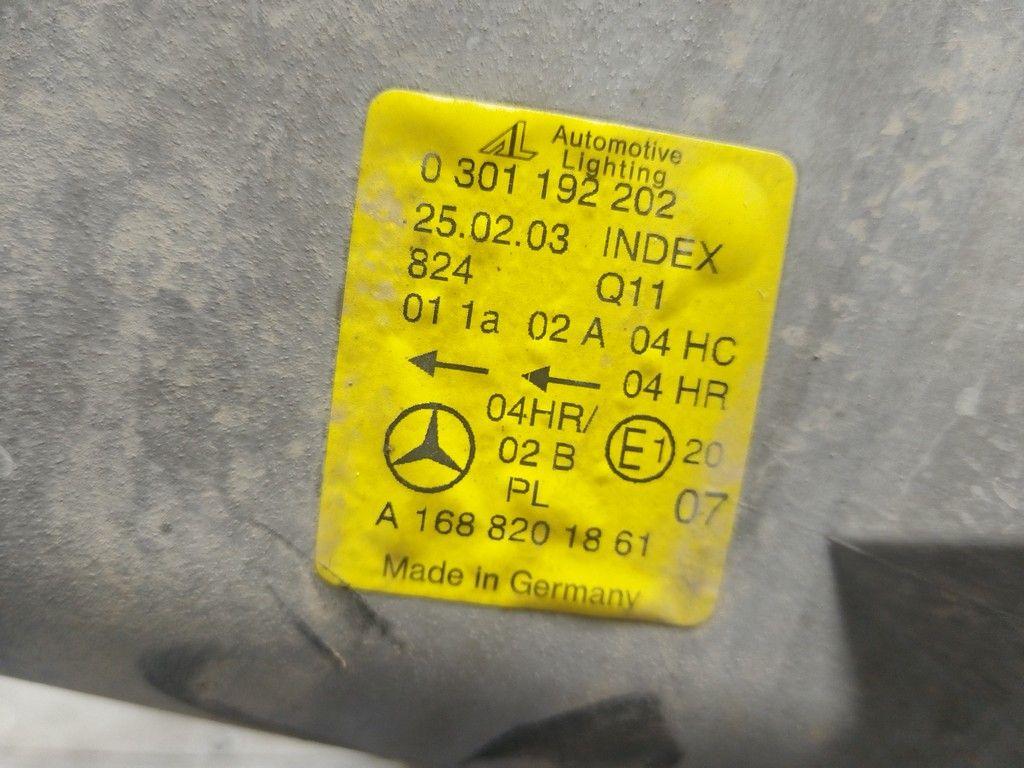 AL Automotive
Lighting
0 301 192 202
25.02.03 INDEX
824 Q11
01 1a 02 A 04 HC
04 HR
04HR/
02 B E1 20
PL 07
A 168 820 18 61
Made in Germany